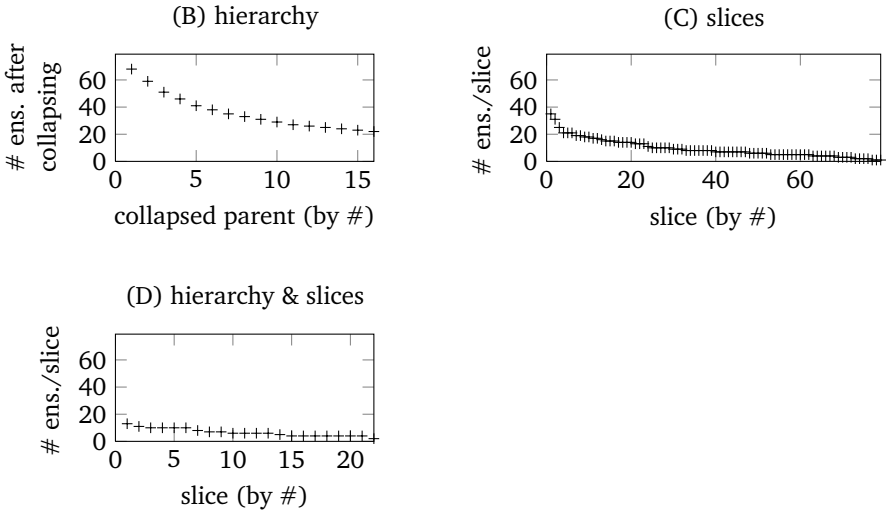 (B) hierarchy
# ens. after
collapsing
60
40
20
0
0
5
10
15
collapsed parent (by #)
(C) slices
# ens./slice
60
40
20
0
0
20
40
60
slice (by #)
(D) hierarchy & slices
# ens./slice
60
40
20
0
0
5
10
15
20
slice (by #)